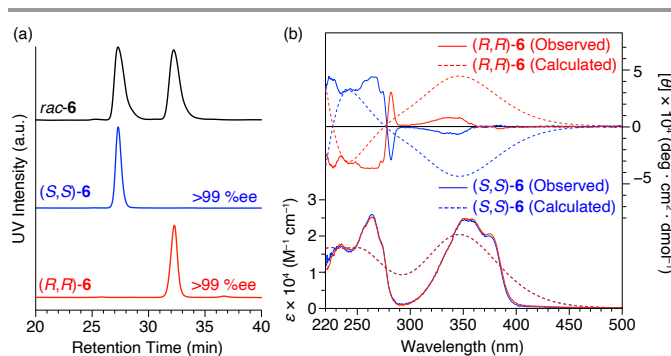 (a)
rac-6
(S,S)-6
>99 %ee
(R,R)-6
>99 %ee
UV Intensity (a.u.)
20 25 30 35 40
Retention Time (min)
(b)
(R,R)-6 (Observed)
(R,R)-6 (Calculated)
5
0
−5
[θ] × 10⁴ (deg · cm² · dmol⁻¹)
(S,S)-6 (Observed)
(S,S)-6 (Calculated)
3
2
1
0
ε × 10⁴ (M⁻¹ cm⁻¹)
220 250 300 350 400 450 500
Wavelength (nm)